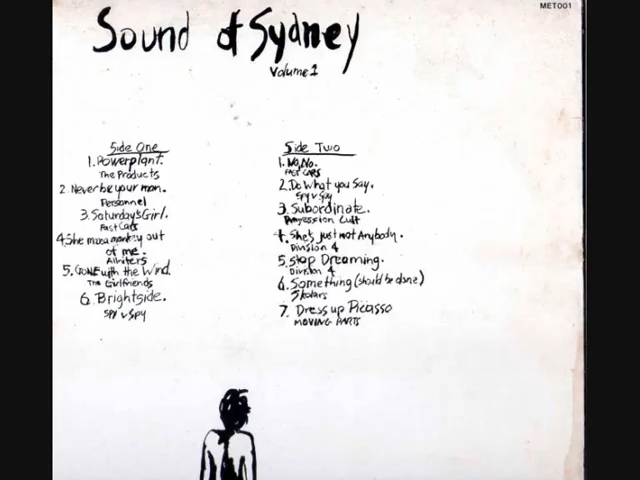 MET001
Sound of Sydney
Volume 1
Side One
1. Powerplant.
The Products
2. Never be your man.
Personnel
3. Saturday's Girl.
Fast Cars
4. She made a monkey out
of me.
5. GONE with the Wind.
The Girlfriends
6. Brightside.
SPY v SPY
Side Two
1. No, No.
FAST CARS
2. Do What you Say.
SPY v SPY
3. Subordinate.
Progession Cult
4. She's just not Anybody.
Division 4
5. Stop Dreaming.
Division 4
6. Something (should be done)
Skolars
7. Dress up Picasso
MOVING PARTS